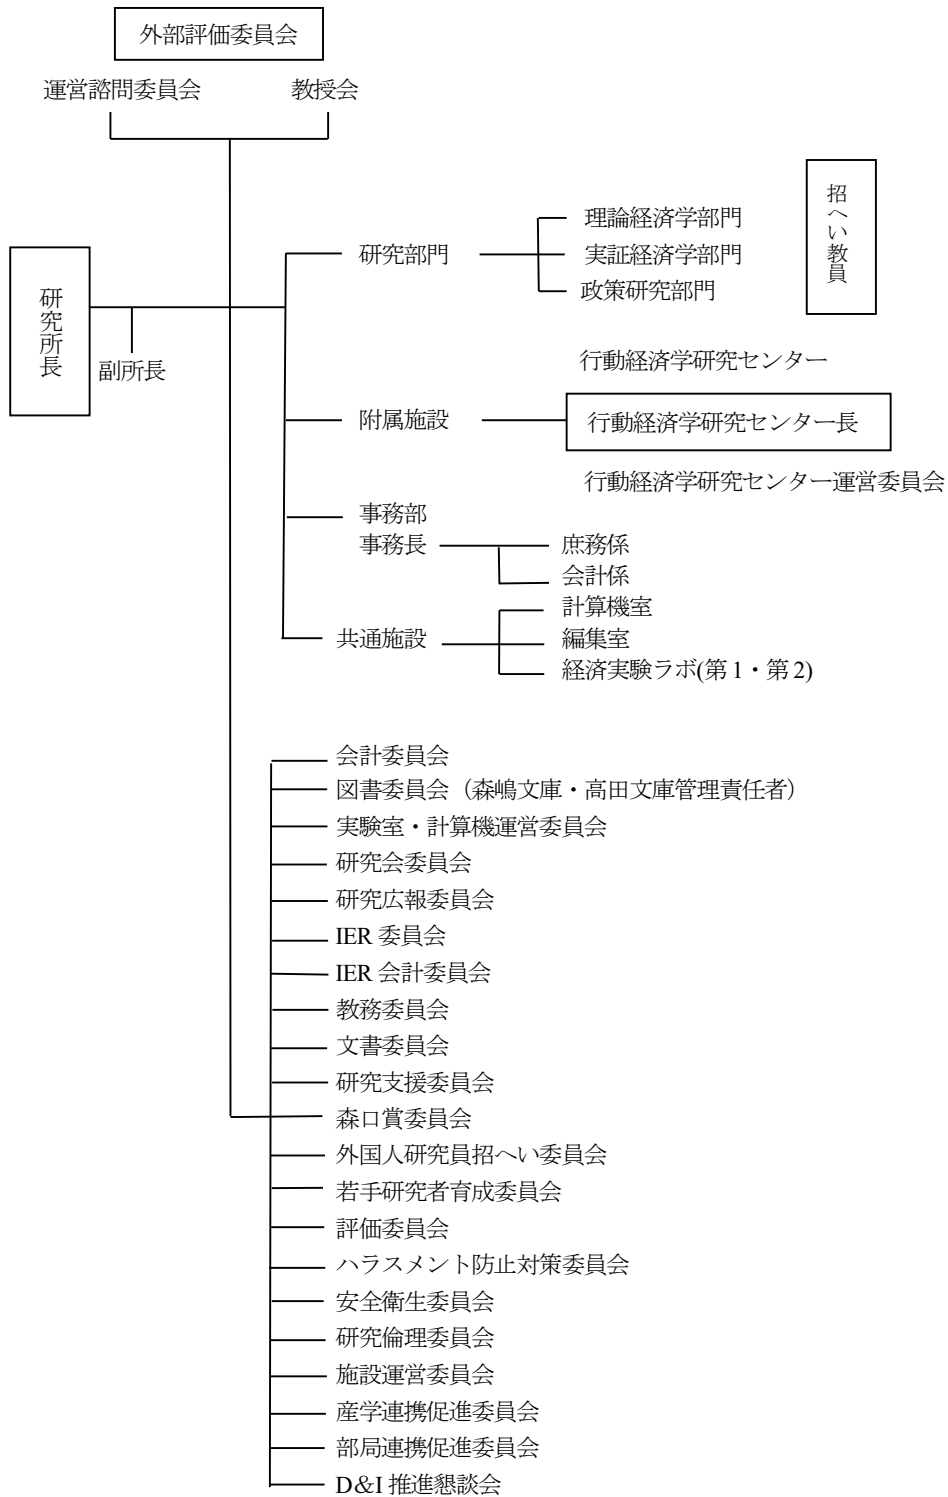 外部評価委員会
運営諮問委員会
教授会
招へい教員
理論経済学部門
研究部門
実証経済学部門
政策研究部門
研究所長
副所長
行動経済学研究センター
附属施設
行動経済学研究センター長
行動経済学研究センター運営委員会
事務部
事務長
庶務係
会計係
計算機室
共通施設
編集室
経済実験ラボ(第1・第2)
会計委員会
図書委員会（森嶋文庫・高田文庫管理責任者）
実験室・計算機運営委員会
研究会委員会
研究広報委員会
IER 委員会
IER 会計委員会
教務委員会
文書委員会
研究支援委員会
森口賞委員会
外国人研究員招へい委員会
若手研究者育成委員会
評価委員会
ハラスメント防止対策委員会
安全衛生委員会
研究倫理委員会
施設運営委員会
産学連携促進委員会
部局連携促進委員会
D＆I 推進懇談会